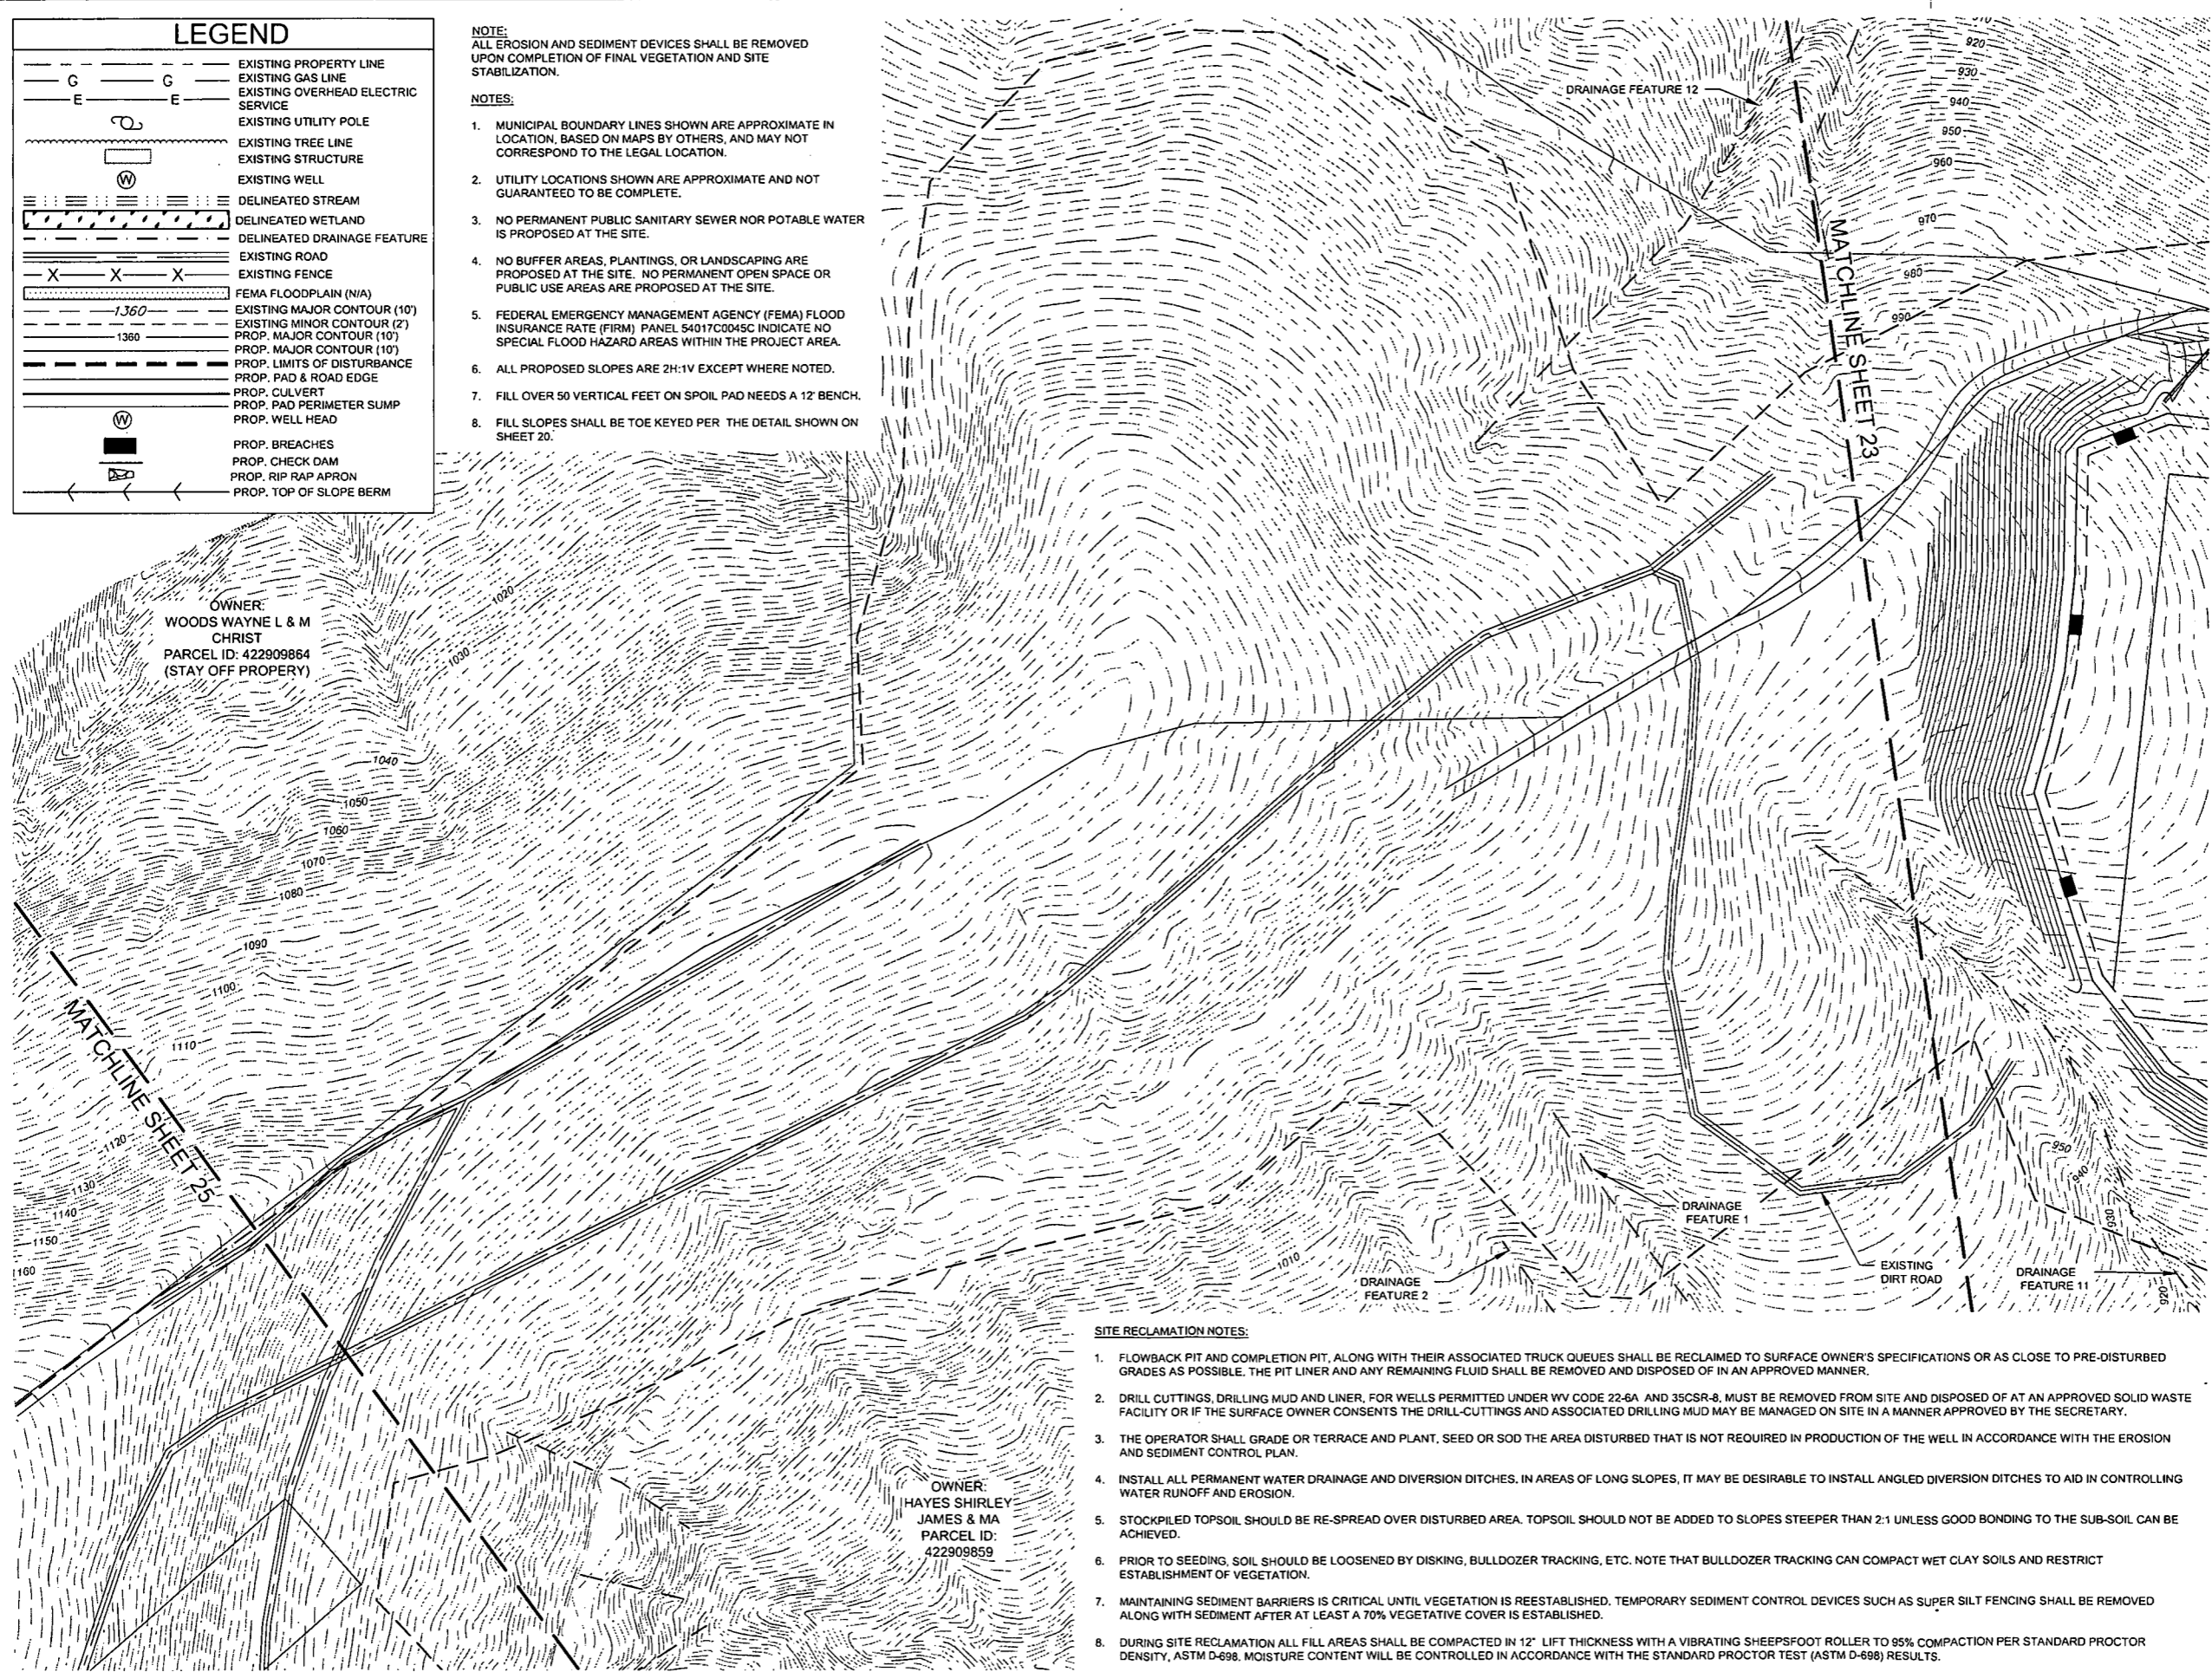 LEGEND
EXISTING PROPERTY LINE
G G EXISTING GAS LINE
E E EXISTING OVERHEAD ELECTRIC
SERVICE
EXISTING UTILITY POLE
EXISTING TREE LINE
EXISTING STRUCTURE
W EXISTING WELL
DELINEATED STREAM
DELINEATED WETLAND
DELINEATED DRAINAGE FEATURE
EXISTING ROAD
X X X EXISTING FENCE
FEMA FLOODPLAIN (N/A)
1360 EXISTING MAJOR CONTOUR (10')
EXISTING MINOR CONTOUR (2')
1360 PROP. MAJOR CONTOUR (10')
PROP. MAJOR CONTOUR (10')
PROP. LIMITS OF DISTURBANCE
PROP. PAD & ROAD EDGE
PROP. CULVERT
PROP. PAD PERIMETER SUMP
W PROP. WELL HEAD
PROP. BREACHES
PROP. CHECK DAM
PROP. RIP RAP APRON
PROP. TOP OF SLOPE BERM
NOTE:
ALL EROSION AND SEDIMENT DEVICES SHALL BE REMOVED
UPON COMPLETION OF FINAL VEGETATION AND SITE
STABILIZATION.
NOTES:
1. MUNICIPAL BOUNDARY LINES SHOWN ARE APPROXIMATE IN
LOCATION, BASED ON MAPS BY OTHERS, AND MAY NOT
CORRESPOND TO THE LEGAL LOCATION.
2. UTILITY LOCATIONS SHOWN ARE APPROXIMATE AND NOT
GUARANTEED TO BE COMPLETE.
3. NO PERMANENT PUBLIC SANITARY SEWER NOR POTABLE WATER
IS PROPOSED AT THE SITE.
4. NO BUFFER AREAS, PLANTINGS, OR LANDSCAPING ARE
PROPOSED AT THE SITE. NO PERMANENT OPEN SPACE OR
PUBLIC USE AREAS ARE PROPOSED AT THE SITE.
5. FEDERAL EMERGENCY MANAGEMENT AGENCY (FEMA) FLOOD
INSURANCE RATE (FIRM) PANEL 54017C0045C INDICATE NO
SPECIAL FLOOD HAZARD AREAS WITHIN THE PROJECT AREA.
6. ALL PROPOSED SLOPES ARE 2H:1V EXCEPT WHERE NOTED.
7. FILL OVER 50 VERTICAL FEET ON SPOIL PAD NEEDS A 12' BENCH.
8. FILL SLOPES SHALL BE TOE KEYED PER THE DETAIL SHOWN ON
SHEET 20.
DRAINAGE FEATURE 12
920
930
940
950
960
970
980
990
MATCHLINE SHEET 23
OWNER:
WOODS WAYNE L & M
CHRIST
PARCEL ID: 422909864
(STAY OFF PROPERY)
1020
1030
1040
1050
1060
1070
1080
1090
1100
1110
1120
1130
1140
1150
1160
MATCHLINE SHEET 25
1010
DRAINAGE
FEATURE 2
DRAINAGE
FEATURE 1
EXISTING
DIRT ROAD
DRAINAGE
FEATURE 11
950
940
930
920
OWNER:
HAYES SHIRLEY
JAMES & MA
PARCEL ID:
422909859
SITE RECLAMATION NOTES:
1. FLOWBACK PIT AND COMPLETION PIT, ALONG WITH THEIR ASSOCIATED TRUCK QUEUES SHALL BE RECLAIMED TO SURFACE OWNER'S SPECIFICATIONS OR AS CLOSE TO PRE-DISTURBED
GRADES AS POSSIBLE. THE PIT LINER AND ANY REMAINING FLUID SHALL BE REMOVED AND DISPOSED OF IN AN APPROVED MANNER.
2. DRILL CUTTINGS, DRILLING MUD AND LINER, FOR WELLS PERMITTED UNDER WV CODE 22-6A AND 35CSR-8, MUST BE REMOVED FROM SITE AND DISPOSED OF AT AN APPROVED SOLID WASTE
FACILITY OR IF THE SURFACE OWNER CONSENTS THE DRILL-CUTTINGS AND ASSOCIATED DRILLING MUD MAY BE MANAGED ON SITE IN A MANNER APPROVED BY THE SECRETARY.
3. THE OPERATOR SHALL GRADE OR TERRACE AND PLANT, SEED OR SOD THE AREA DISTURBED THAT IS NOT REQUIRED IN PRODUCTION OF THE WELL IN ACCORDANCE WITH THE EROSION
AND SEDIMENT CONTROL PLAN.
4. INSTALL ALL PERMANENT WATER DRAINAGE AND DIVERSION DITCHES. IN AREAS OF LONG SLOPES, IT MAY BE DESIRABLE TO INSTALL ANGLED DIVERSION DITCHES TO AID IN CONTROLLING
WATER RUNOFF AND EROSION.
5. STOCKPILED TOPSOIL SHOULD BE RE-SPREAD OVER DISTURBED AREA. TOPSOIL SHOULD NOT BE ADDED TO SLOPES STEEPER THAN 2:1 UNLESS GOOD BONDING TO THE SUB-SOIL CAN BE
ACHIEVED.
6. PRIOR TO SEEDING, SOIL SHOULD BE LOOSENED BY DISKING, BULLDOZER TRACKING, ETC. NOTE THAT BULLDOZER TRACKING CAN COMPACT WET CLAY SOILS AND RESTRICT
ESTABLISHMENT OF VEGETATION.
7. MAINTAINING SEDIMENT BARRIERS IS CRITICAL UNTIL VEGETATION IS REESTABLISHED. TEMPORARY SEDIMENT CONTROL DEVICES SUCH AS SUPER SILT FENCING SHALL BE REMOVED
ALONG WITH SEDIMENT AFTER AT LEAST A 70% VEGETATIVE COVER IS ESTABLISHED.
8. DURING SITE RECLAMATION ALL FILL AREAS SHALL BE COMPACTED IN 12" LIFT THICKNESS WITH A VIBRATING SHEEPSFOOT ROLLER TO 95% COMPACTION PER STANDARD PROCTOR
DENSITY, ASTM D-698. MOISTURE CONTENT WILL BE CONTROLLED IN ACCORDANCE WITH THE STANDARD PROCTOR TEST (ASTM D-698) RESULTS.